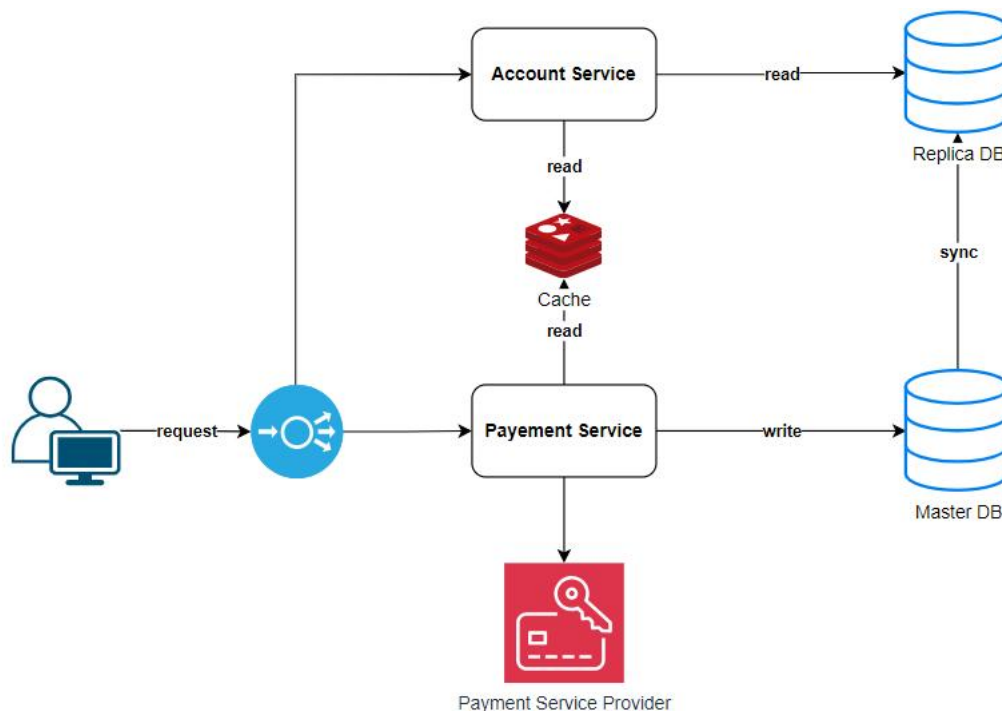 Account Service
read
Replica DB
read
sync
Cache
read
request
Payement Service
write
Master DB
Payment Service Provider